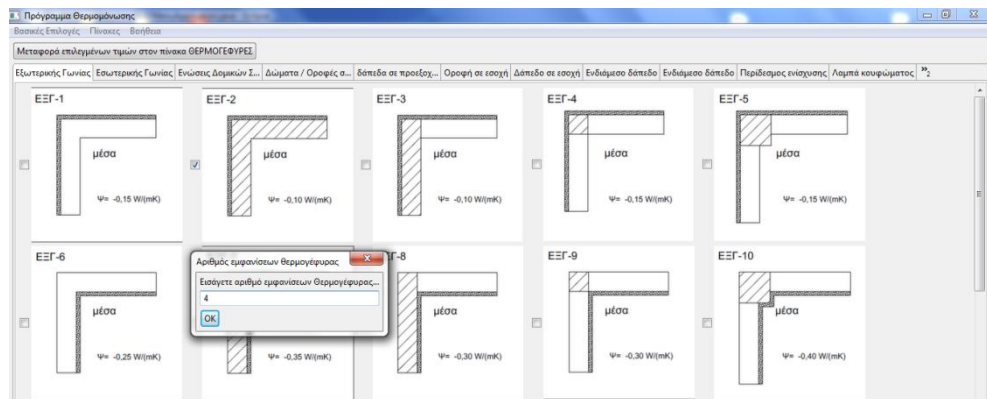 Πρόγραμμα Θερμομόνωσης
Βασικές Επιλογές Πίνακες Βοήθεια
Μεταφορά επιλεγμένων τιμών στον πίνακα ΘΕΡΜΟΓΕΦΥΡΕΣ
Εξωτερικής Γωνίας Εσωτερικής Γωνίας Ενώσεις Δομικών Σ... Δώματα / Οροφές σ... δάπεδα σε προεξοχ... Οροφή σε εσοχή Δάπεδο σε εσοχή Ενδιάμεσο δάπεδο Ενδιάμεσο δάπεδο Περίδεσμος ενίσχυσης Λαμπά κουφώματος »2
ΕΞΓ-1 ΕΞΓ-2 ΕΞΓ-3 ΕΞΓ-4 ΕΞΓ-5
μέσα μέσα μέσα μέσα μέσα
Ψ= -0,15 W/(mK) Ψ= -0,10 W/(mK) Ψ= -0,10 W/(mK) Ψ= -0,15 W/(mK) Ψ= -0,15 W/(mK)
ΕΞΓ-6 Γ-8 ΕΞΓ-9 ΕΞΓ-10
Αριθμός εμφανίσεων θερμογέφυρας
Εισάγετε αριθμό εμφανίσεων Θερμογέφυρας...
4
OK
μέσα μέσα μέσα μέσα
Ψ= -0,25 W/(mK) Ψ= -0,35 W/(mK) Ψ= -0,30 W/(mK) Ψ= -0,30 W/(mK) Ψ= -0,40 W/(mK)